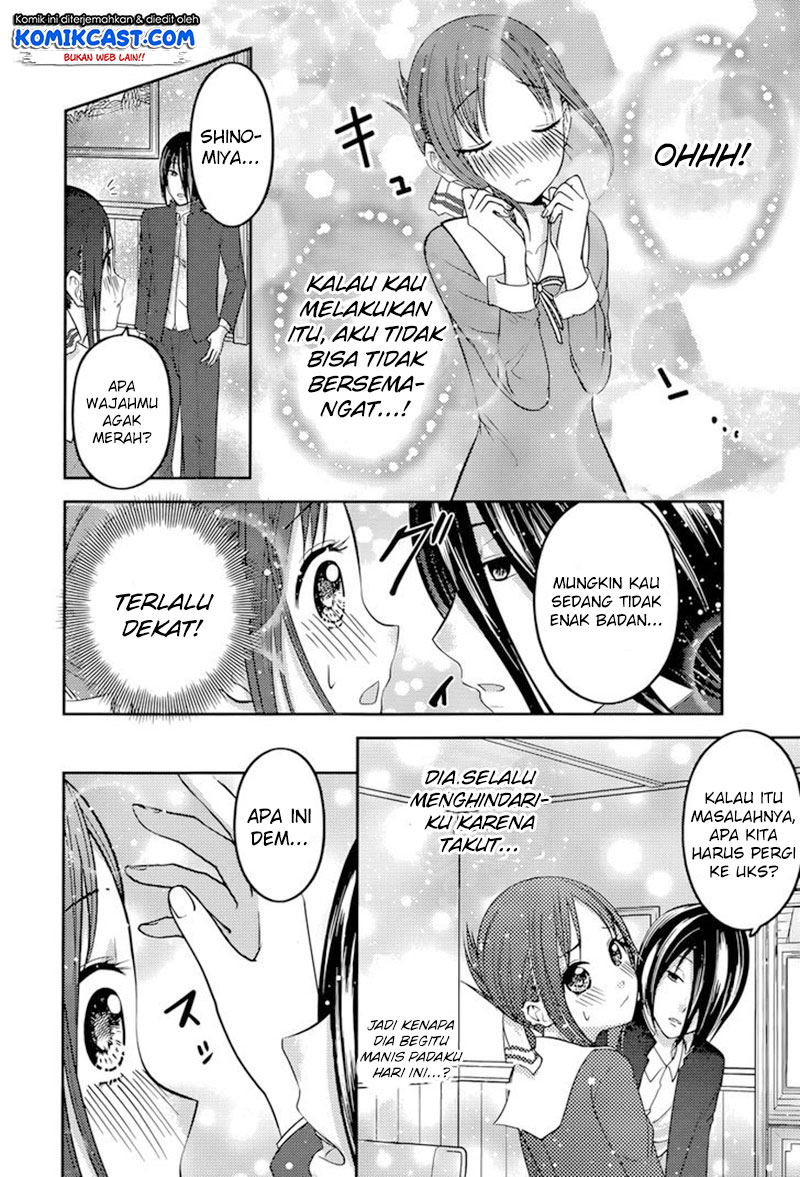 Komik ini diterjemahkan & diedit oleh
KOMIKCAST.COM
BUKAN WEB LAIN!!
OHHH!
キュ
KALAU KAU
MELAKUKAN
ITU, AKU TIDAK
BISA TIDAK
BERSEMA-
NGAT...!
SHINO-
MIYA...
APA
WAJAHMU
AGAK
MERAH?
MUNGKIN KAU
SEDANG TIDAK
ENAK BADAN...
TERLALU
DEKAT!
KALAU ITU
MASALAHNYA,
APA KITA
HARUS PERGI
KE UKS?
DIA SELALU
MENGHINDARI-
KU KARENA
TAKUT...
JADI KENAPA
DIA BEGITU
MANIS PADAKU
HARI INI...?
APA INI
DEM...
ス